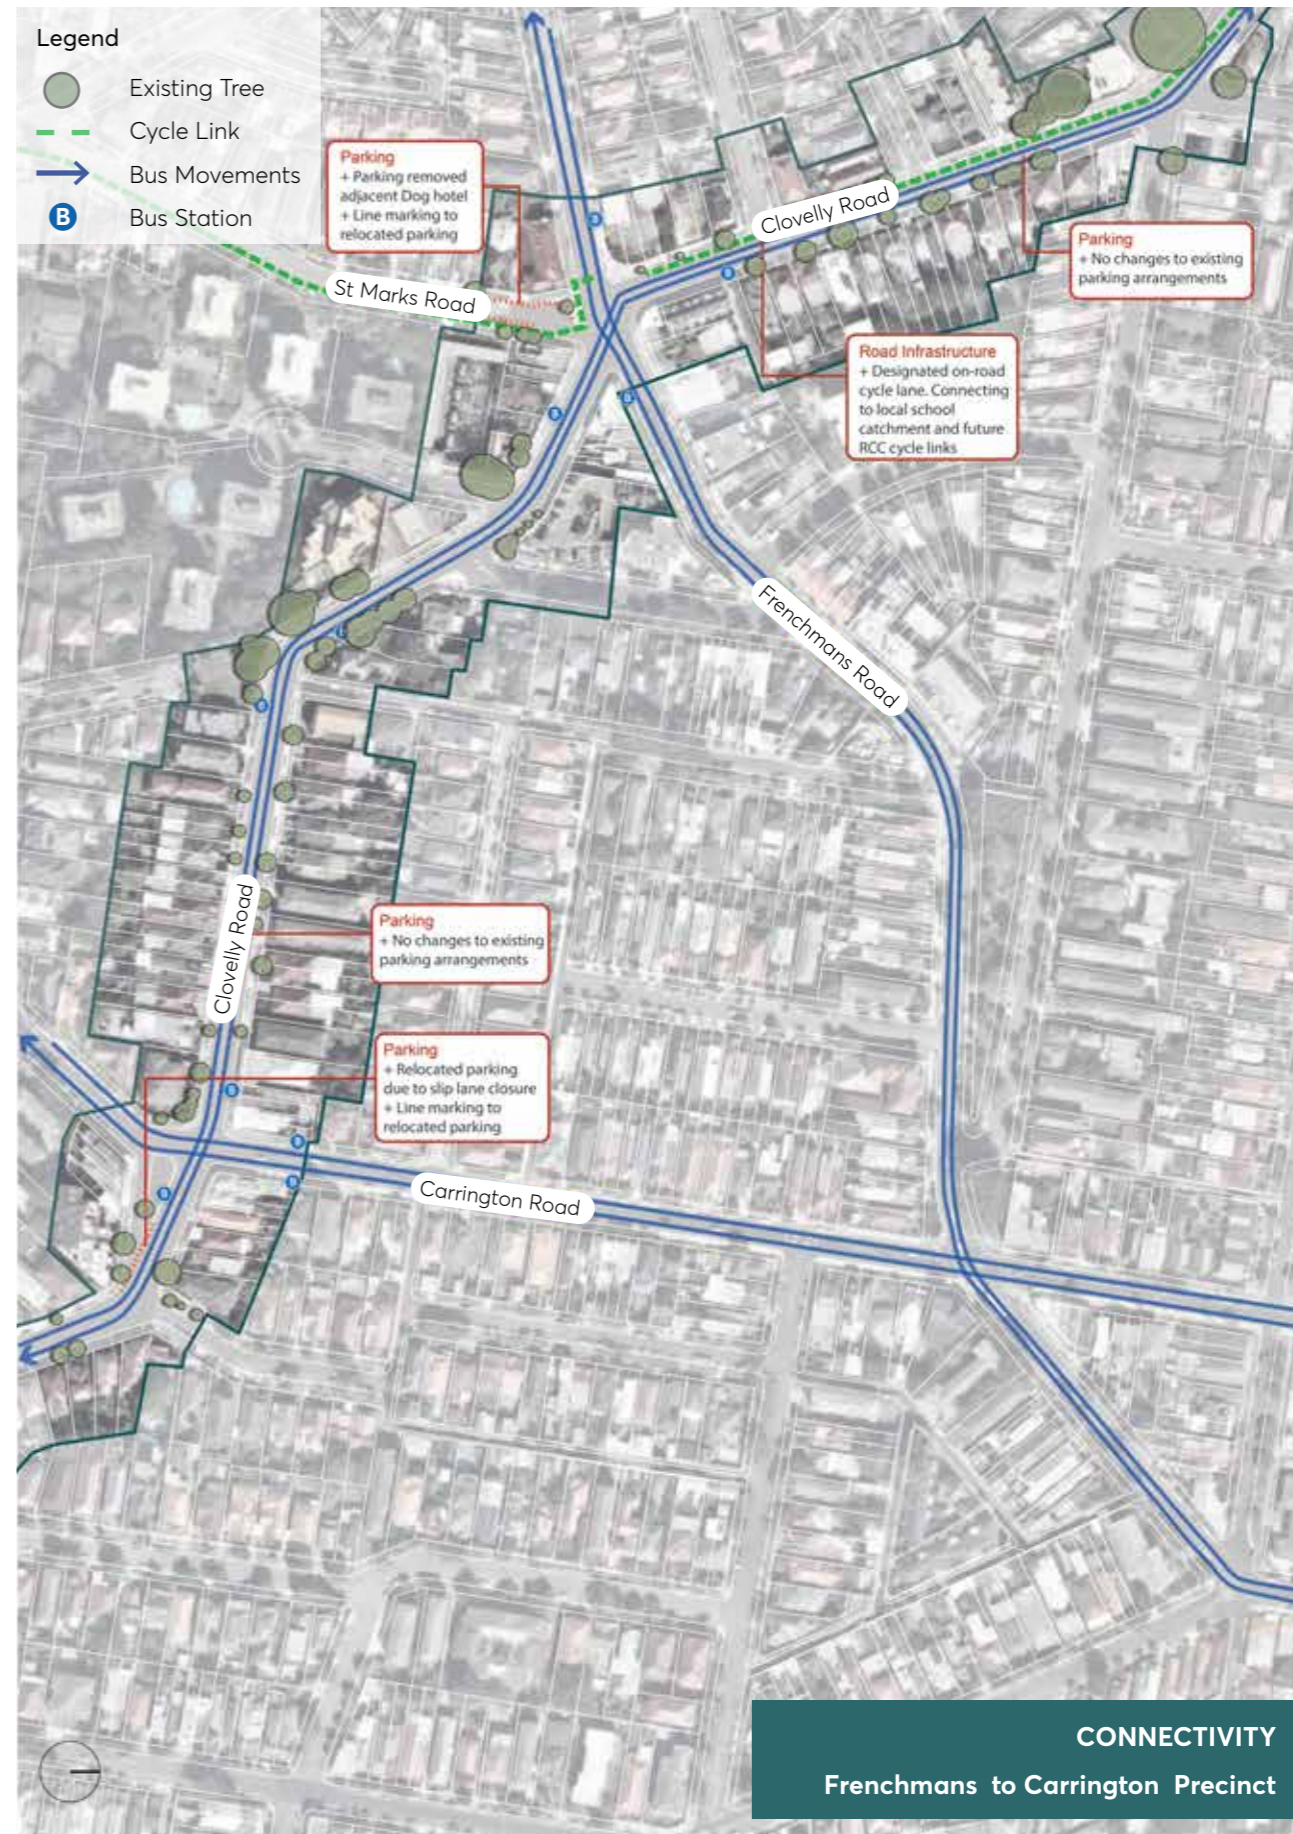 Legend
Existing Tree
Cycle Link
Bus Movements
B
Bus Station
Parking
+ Parking removed
adjacent Dog hotel
+ Line marking to
relocated parking
B
Clovelly Road
B
Parking
+ No changes to existing
parking arrangements
St Marks Road
Road Infrastructure
+ Designated on-road
cycle lane. Connecting
to local school
catchment and future
RCC cycle links
B
B
Frenchmans Road
B
B
Clovelly Road
Parking
+ No changes to existing
parking arrangements
Parking
+ Relocated parking
due to slip lane closure
+ Line marking to
relocated parking
B
B
B
B
Carrington Road
CONNECTIVITY
Frenchmans to Carrington Precinct